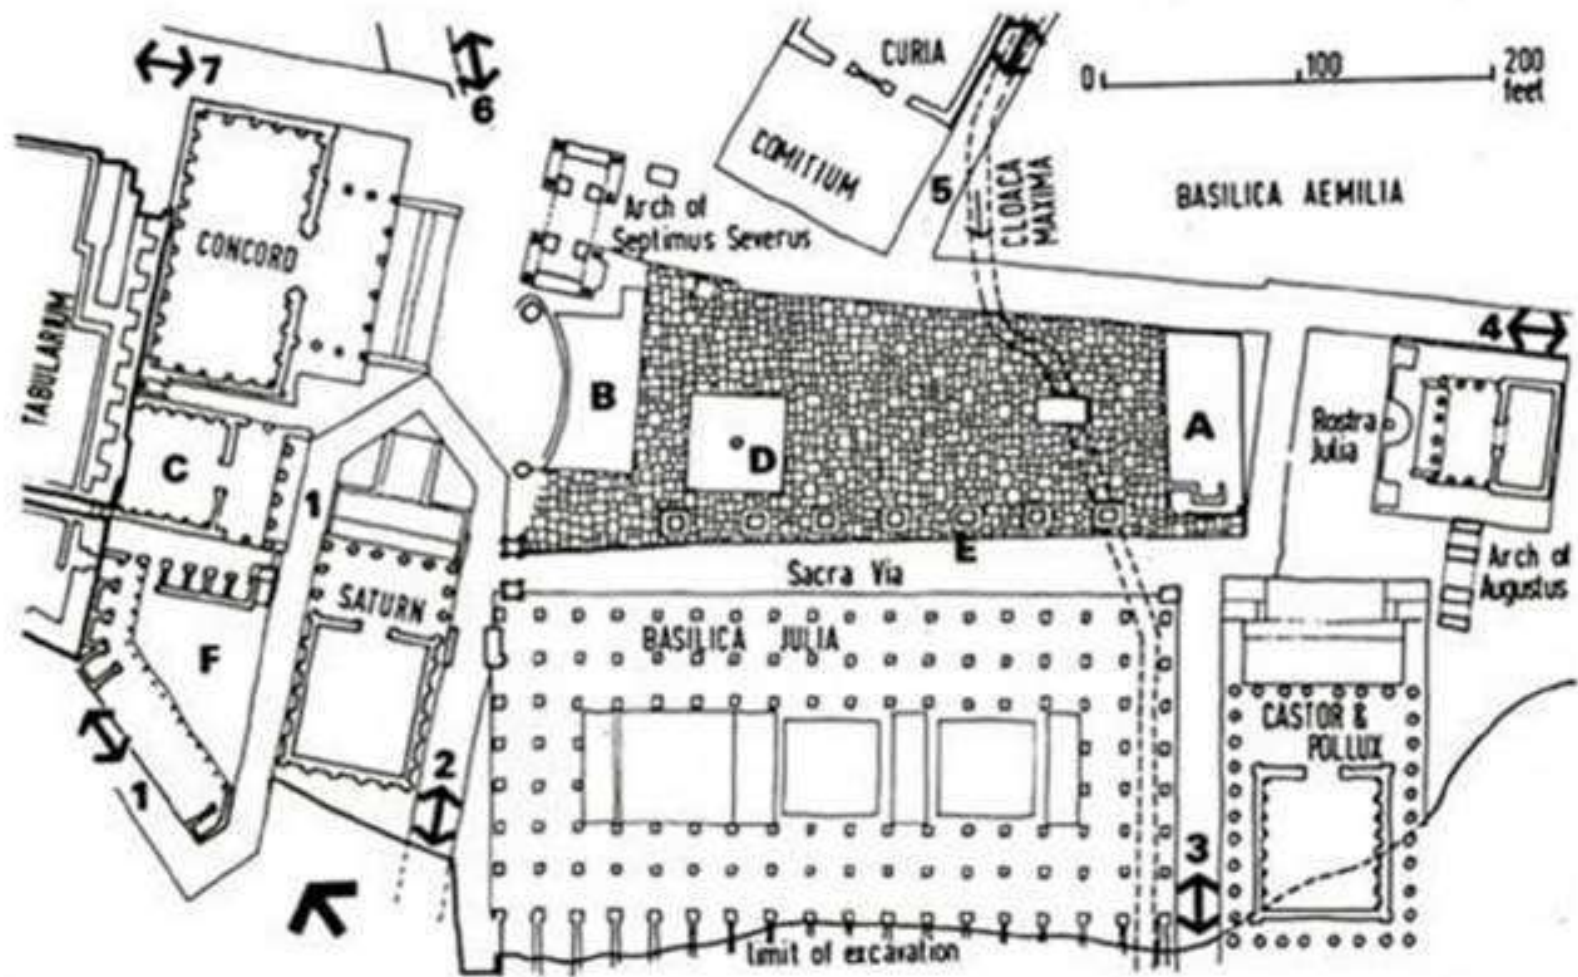 7
6
CURIA
0 100 200
feet
COMITIUM
5
CLOACA
MAXIMA
BASILICA AEMILIA
Arch of
Septimus Severus
CONCORD
TABULARIUM
4
B
A
Rostra
Julia
C
D
1
E
Sacra Via
Arch of
Augustus
SATURN
BASILICA JULIA
F
CASTOR &
POLLUX
2
1
3
limit of excavation